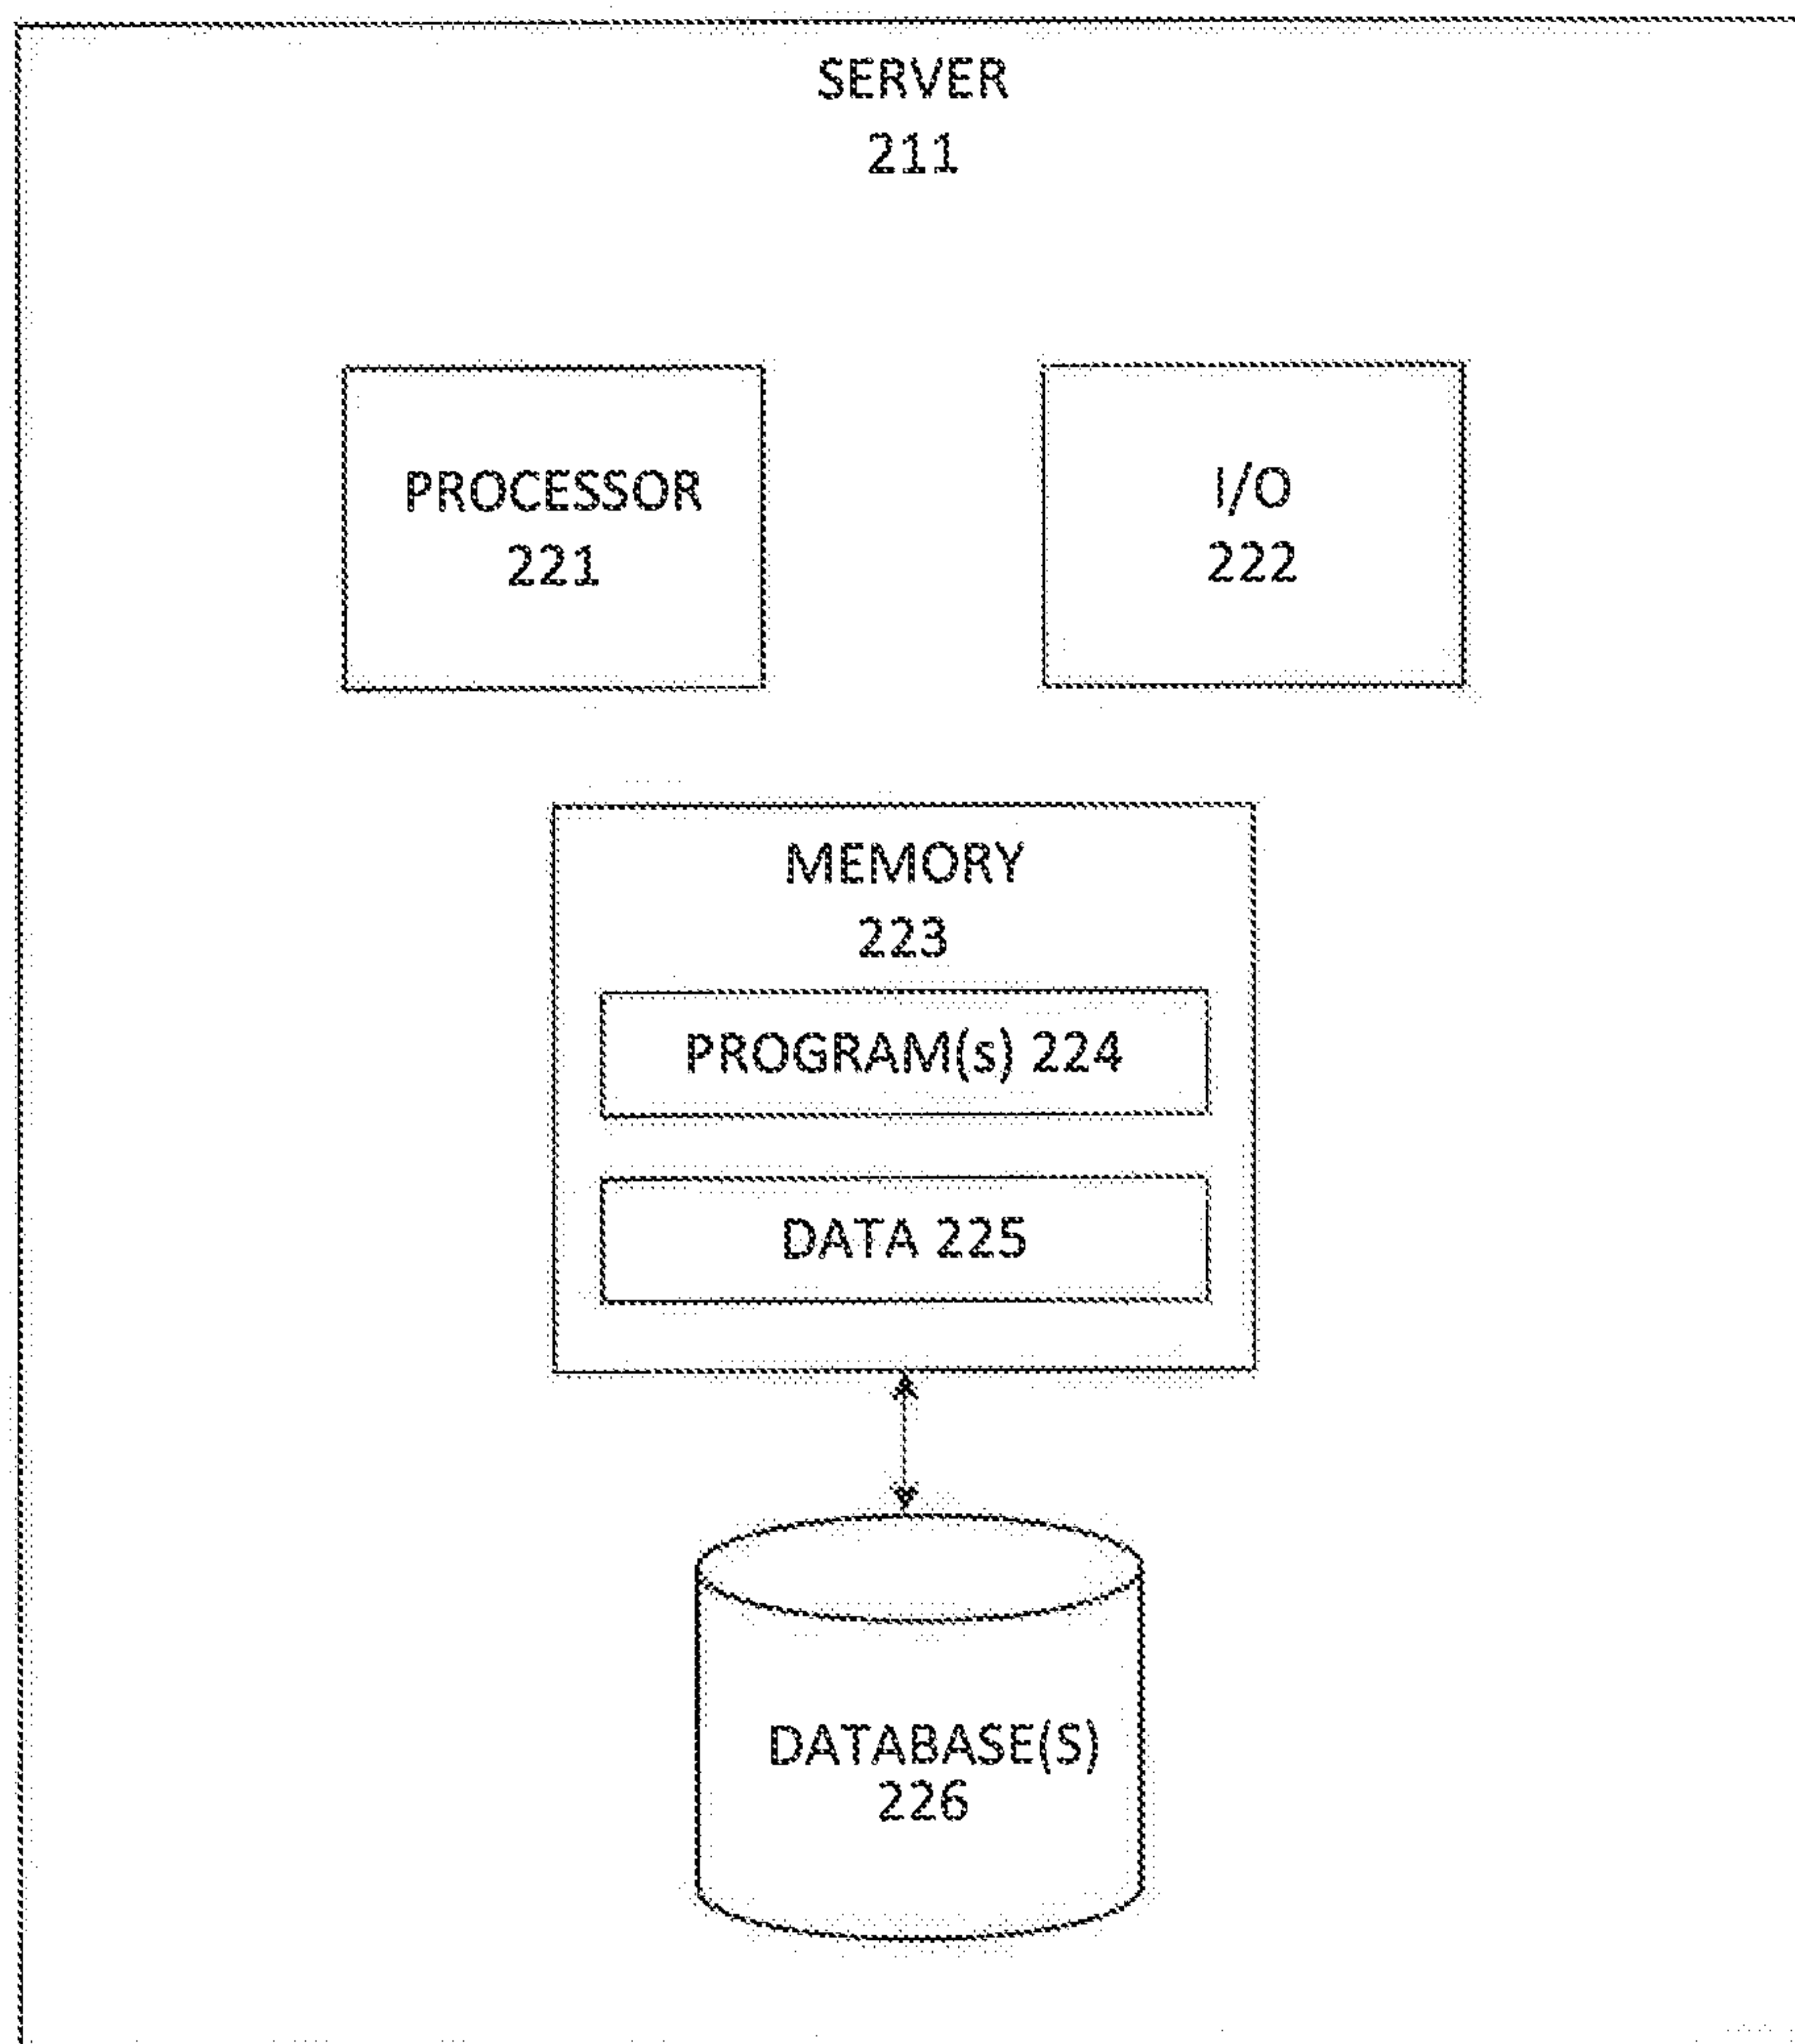 SERVER
211
PROCESSOR
221
I/O
222
MEMORY
223
PROGRAM(s) 224
DATA 225
DATABASE(S)
226